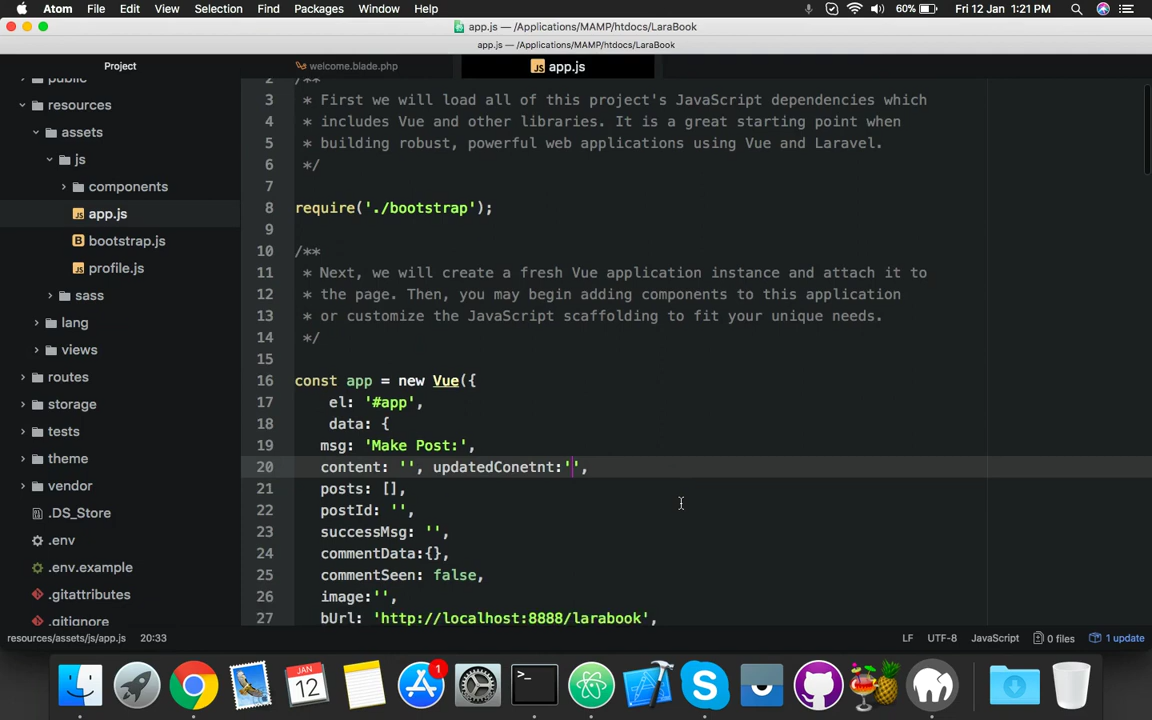 Atom File Edit View Selection Find Packages Window Help 60% Fri 12 Jan 1:21 PM
app.js — /Applications/MAMP/htdocs/LaraBook
app.js — /Applications/MAMP/htdocs/LaraBook
Project welcome.blade.php app.js
public
resources
assets
js
components
app.js
bootstrap.js
profile.js
sass
lang
views
routes
storage
tests
theme
vendor
.DS_Store
.env
.env.example
.gitattributes
.gitignore
2 /**
3 * First we will load all of this project's JavaScript dependencies which
4 * includes Vue and other libraries. It is a great starting point when
5 * building robust, powerful web applications using Vue and Laravel.
6 */
7
8 require('./bootstrap');
9
10 /**
11 * Next, we will create a fresh Vue application instance and attach it to
12 * the page. Then, you may begin adding components to this application
13 * or customize the JavaScript scaffolding to fit your unique needs.
14 */
15
16 const app = new Vue({
17 el: '#app',
18 data: {
19 msg: 'Make Post:',
20 content: '', updatedConetnt:'',
21 posts: [],
22 postId: '',
23 successMsg: '',
24 commentData:{},
25 commentSeen: false,
26 image:'',
27 bUrl: 'http://localhost:8888/larabook',
resources/assets/js/app.js 20:33 LF UTF-8 JavaScript 0 files 1 update
JAN
12
1
>_
S